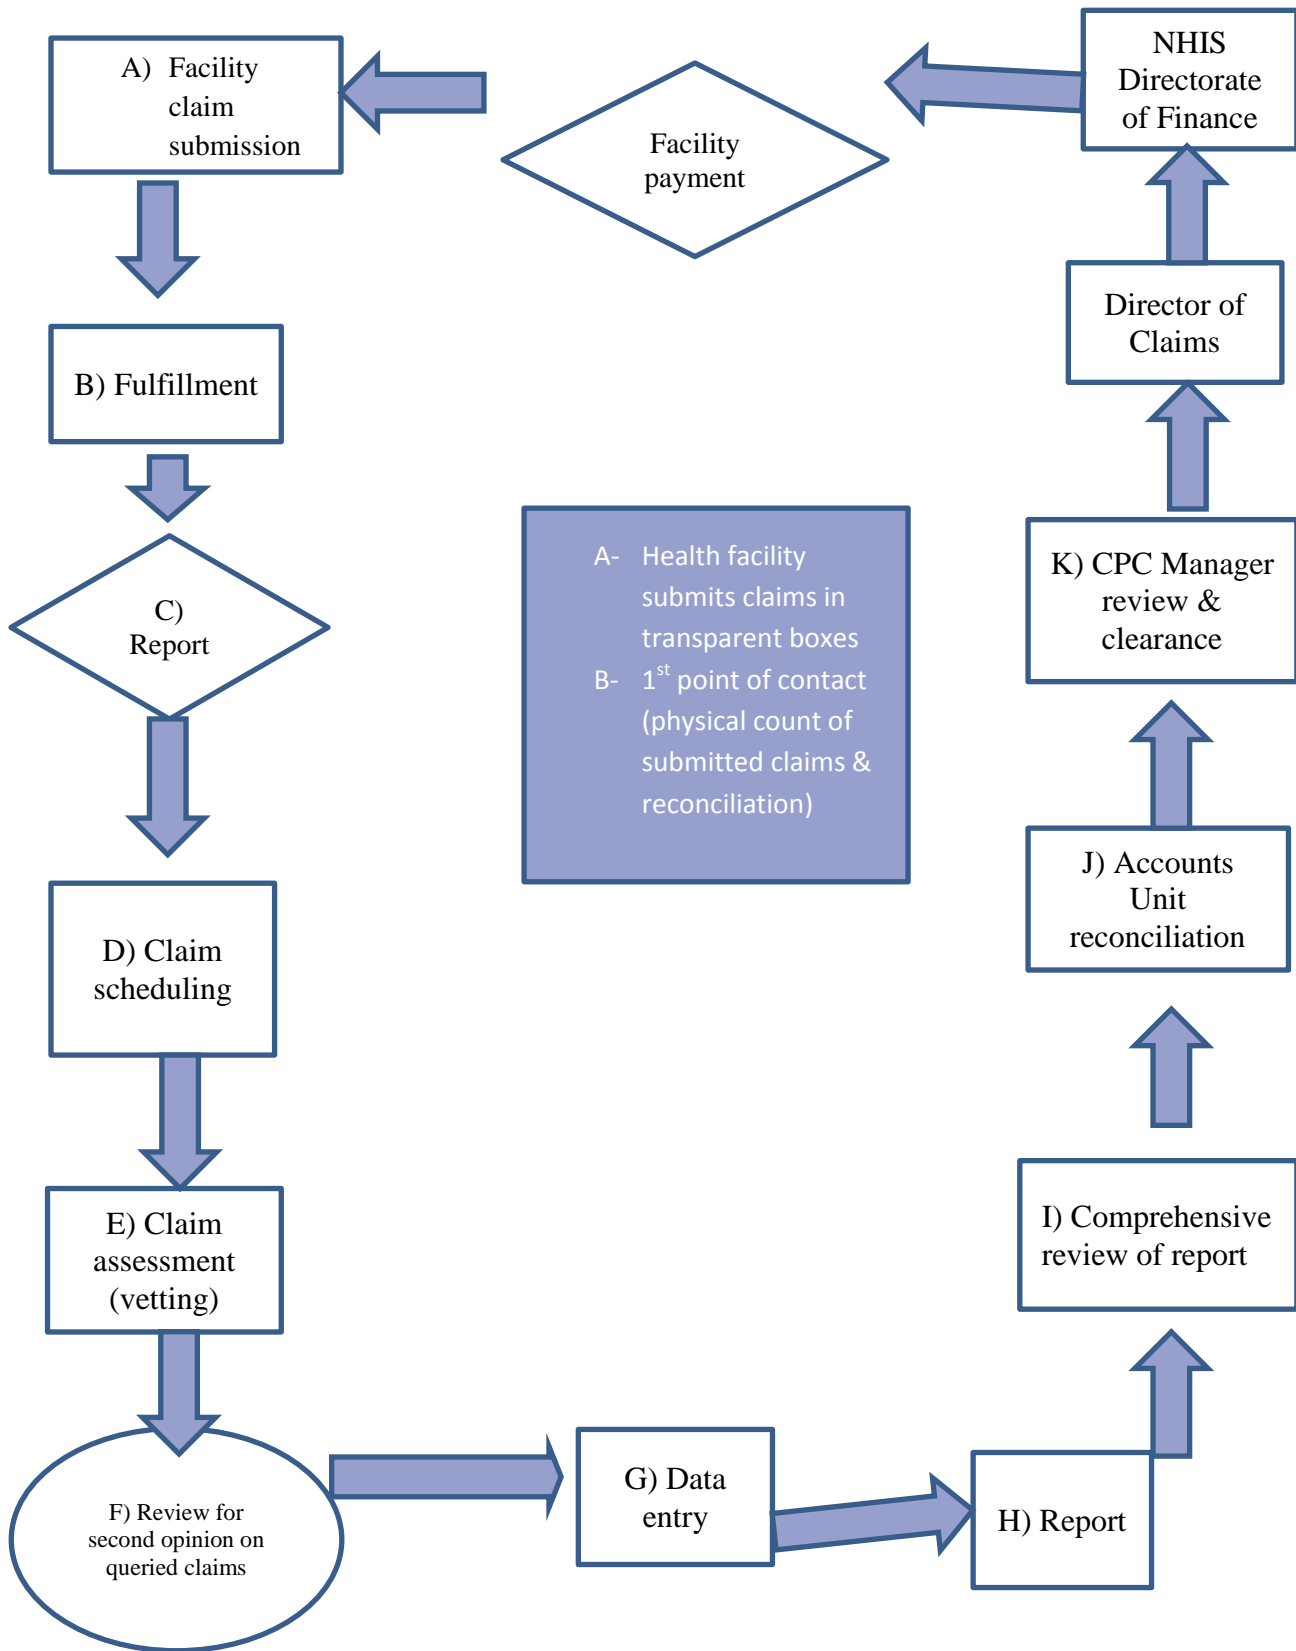 A) Facility
claim
submission
Facility
payment
NHIS
Directorate
of Finance
Director of
Claims
B) Fulfillment
C)
Report
A- Health facility
submits claims in
transparent boxes
B- 1st point of contact
(physical count of
submitted claims &
reconciliation)
K) CPC Manager
review &
clearance
J) Accounts
Unit
reconciliation
D) Claim
scheduling
E) Claim
assessment
(vetting)
I) Comprehensive
review of report
F) Review for
second opinion on
queried claims
G) Data
entry
H) Report